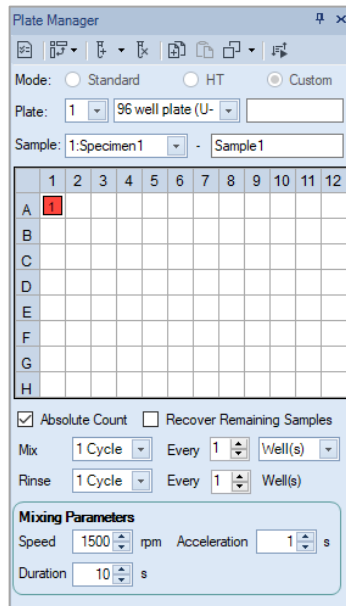 Plate Manager
Mode: Standard HT Custom
Plate: 1 96 well plate (U-
Sample: 1:Specimen1 - Sample1
1 2 3 4 5 6 7 8 9 10 11 12
A 1
B
C
D
E
F
G
H
Absolute Count Recover Remaining Samples
Mix 1 Cycle Every 1 Well(s)
Rinse 1 Cycle Every 1 Well(s)
Mixing Parameters
Speed 1500 rpm Acceleration 1 s
Duration 10 s